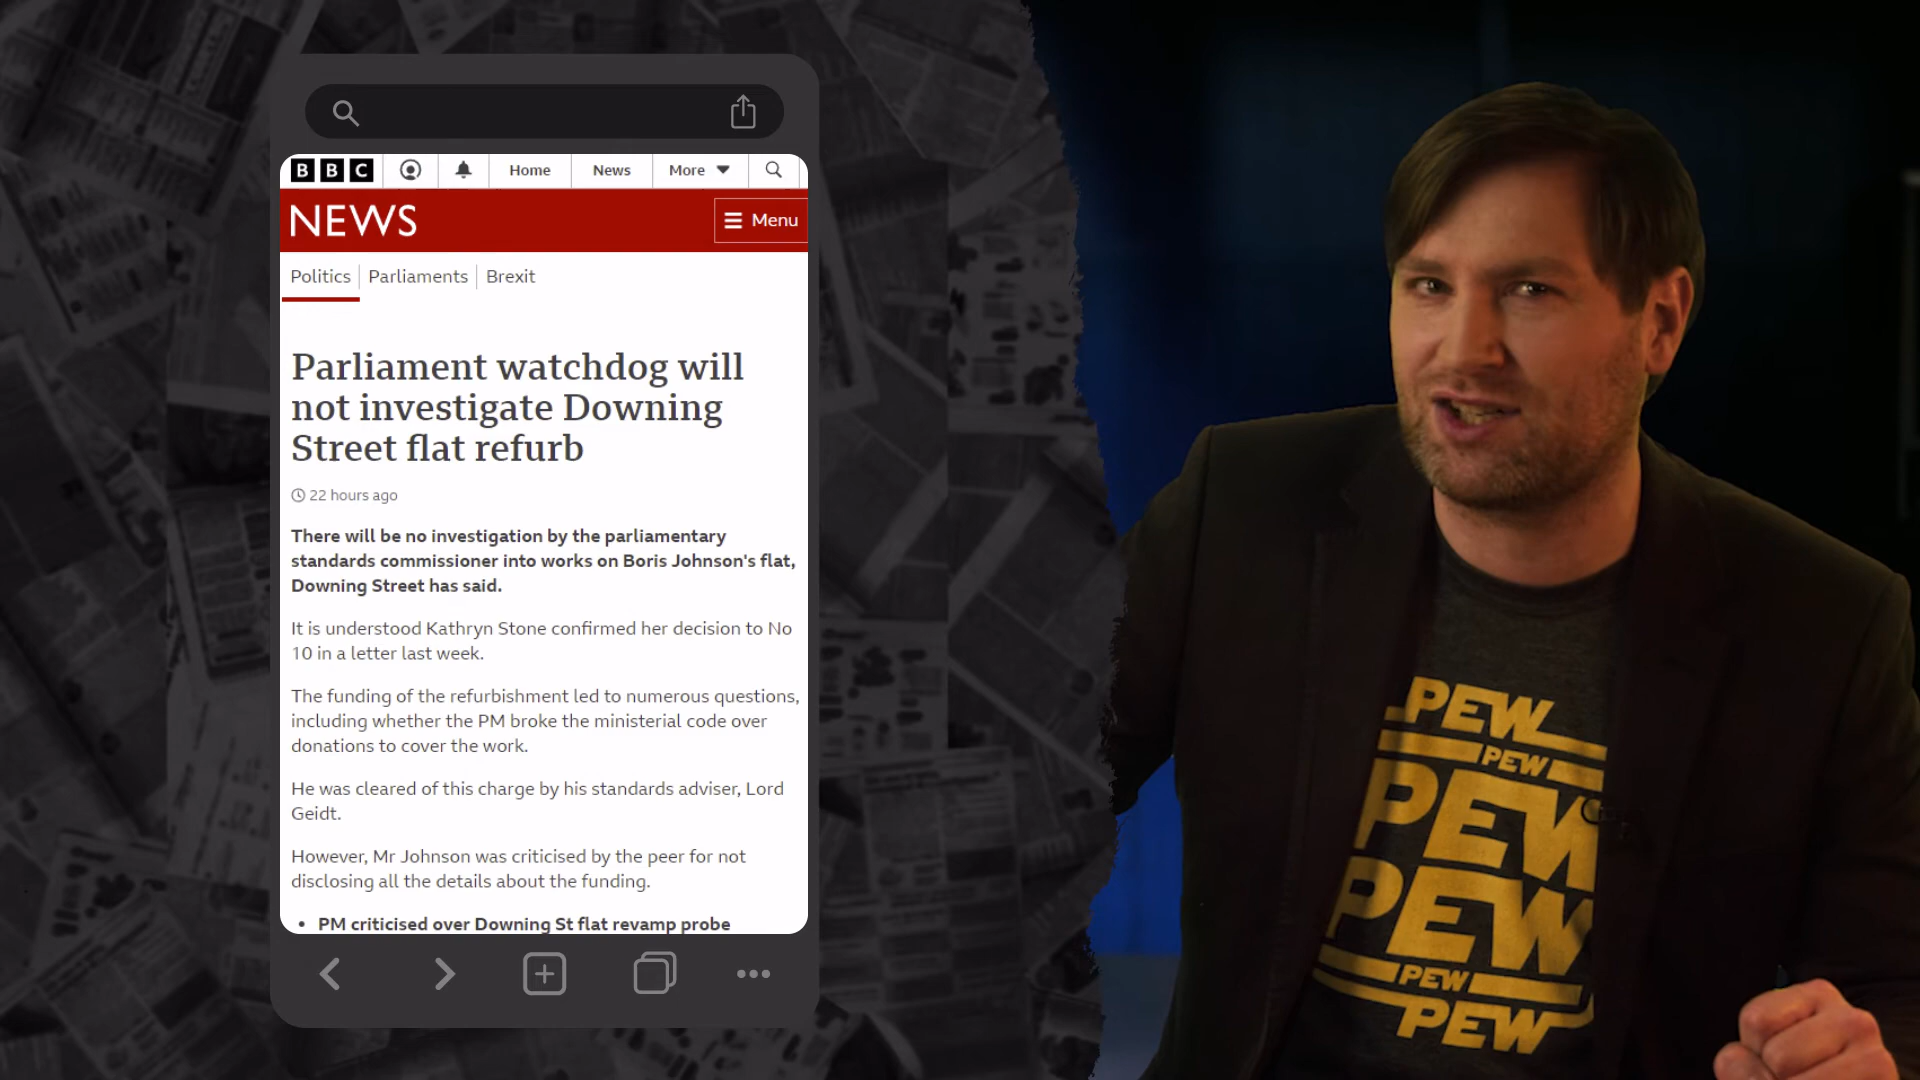 BBC
Home
News
More
NEWS
Menu
Politics
Parliaments
Brexit
Parliament watchdog will
not investigate Downing
Street flat refurb
22 hours ago
There will be no investigation by the parliamentary
standards commissioner into works on Boris Johnson's flat,
Downing Street has said.
It is understood Kathryn Stone confirmed her decision to No
10 in a letter last week.
The funding of the refurbishment led to numerous questions,
including whether the PM broke the ministerial code over
donations to cover the work.
He was cleared of this charge by his standards adviser, Lord
Geidt.
However, Mr Johnson was criticised by the peer for not
disclosing all the details about the funding.
• PM criticised over Downing St flat revamp probe
PEW
PEW
PEW
PEW
PEW
PEW